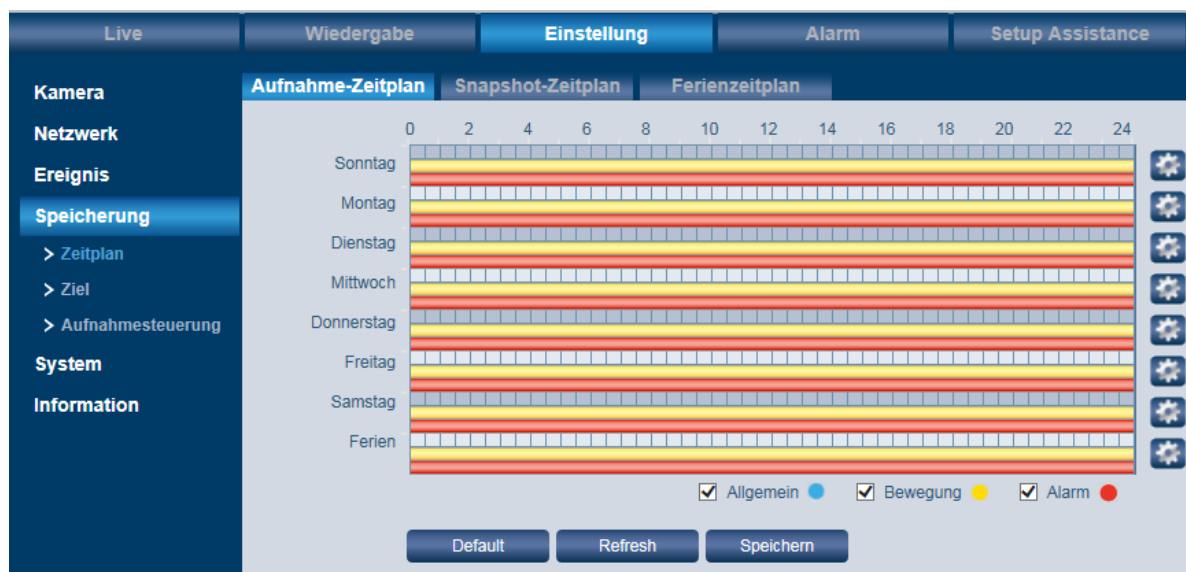 Live Wiedergabe Einstellung Alarm Setup Assistance
Kamera
Netzwerk
Ereignis
Speicherung
> Zeitplan
> Ziel
> Aufnahmesteuerung
System
Information
Aufnahme-Zeitplan Snapshot-Zeitplan Ferienzeitplan
0 2 4 6 8 10 12 14 16 18 20 22 24
Sonntag
Montag
Dienstag
Mittwoch
Donnerstag
Freitag
Samstag
Ferien
Allgemein Bewegung Alarm
Default Refresh Speichern